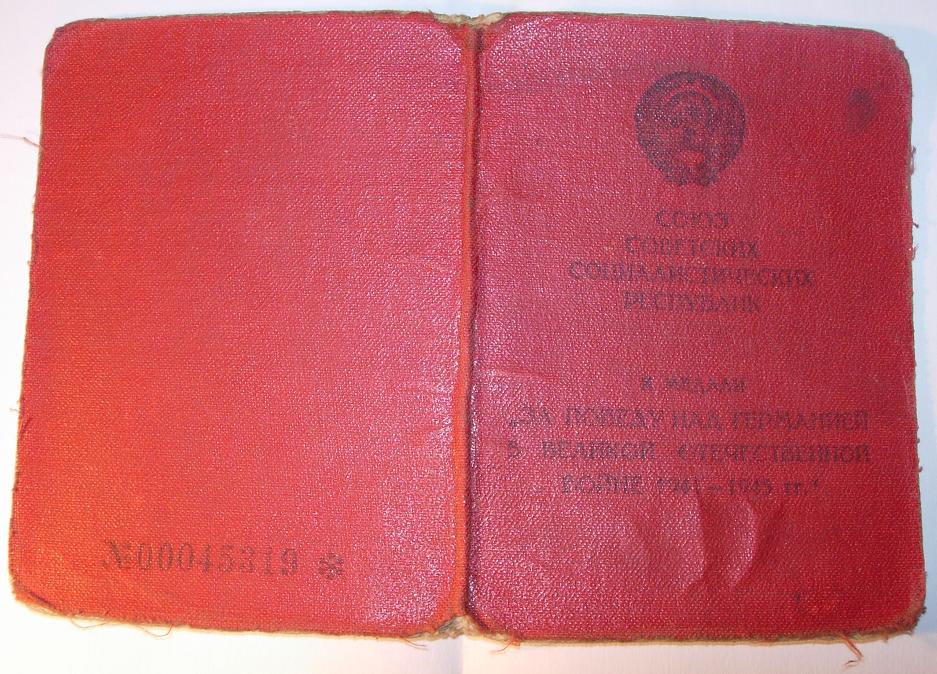 №00045319 *
СОЮЗ
СОВЕТСКИХ
СОЦИАЛИСТИЧЕСКИХ
РЕСПУБЛИК
К МЕДАЛИ
„ЗА ПОБЕДУ НАД ГЕРМАНИЕЙ
В ВЕЛИКОЙ ОТЕЧЕСТВЕННОЙ
ВОЙНЕ 1941–1945 гг.“